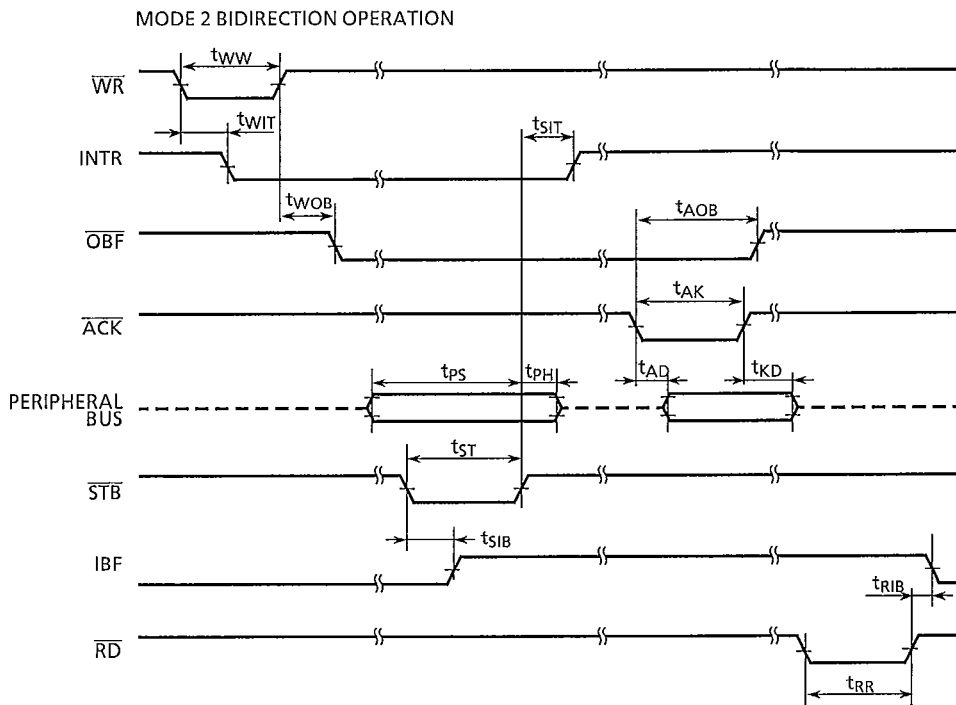 MODE 2 BIDIRECTION OPERATION
tWW
WR
tWIT
tSIT
INTR
tWOB
tAOB
OBF
tAK
ACK
tPS
tPH
tAD
tKD
PERIPHERAL
BUS
tST
STB
tSIB
IBF
tRIB
RD
tRR